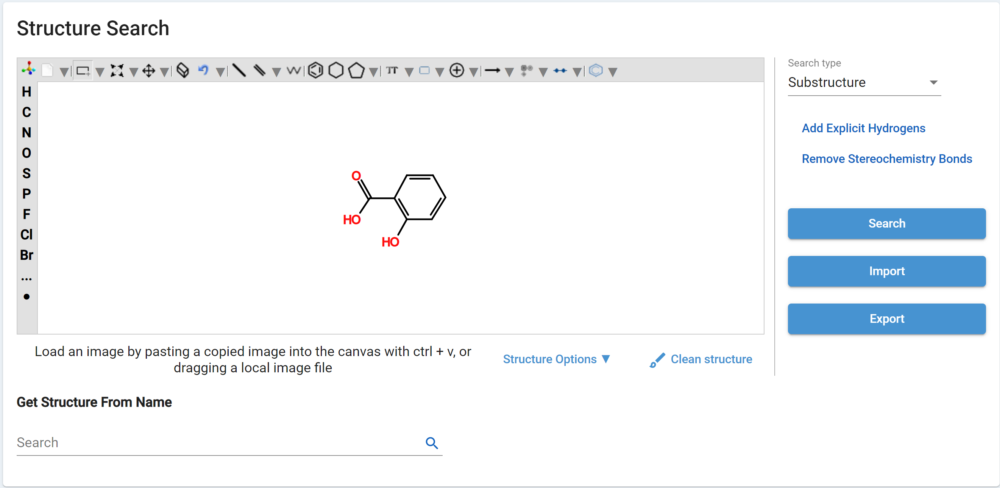 Structure Search
TT
H
C
N
O
S
P
F
Cl
Br
...
O
HO
HO
Load an image by pasting a copied image into the canvas with ctrl + v, or
dragging a local image file
Structure Options ▼
Clean structure
Search type
Substructure
Add Explicit Hydrogens
Remove Stereochemistry Bonds
Search
Import
Export
Get Structure From Name
Search